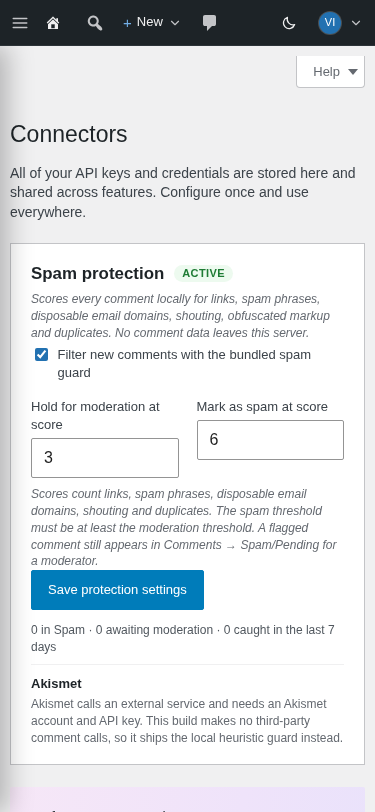 + New
VI
Help
Connectors
All of your API keys and credentials are stored here and
shared across features. Configure once and use
everywhere.
Spam protection ACTIVE
Scores every comment locally for links, spam phrases,
disposable email domains, shouting, obfuscated markup
and duplicates. No comment data leaves this server.
Filter new comments with the bundled spam
guard
Hold for moderation at
score
3
Mark as spam at score
6
Scores count links, spam phrases, disposable email
domains, shouting and duplicates. The spam threshold
must be at least the moderation threshold. A flagged
comment still appears in Comments → Spam/Pending for
a moderator.
Save protection settings
0 in Spam · 0 awaiting moderation · 0 caught in the last 7
days
Akismet
Akismet calls an external service and needs an Akismet
account and API key. This build makes no third-party
comment calls, so it ships the local heuristic guard instead.